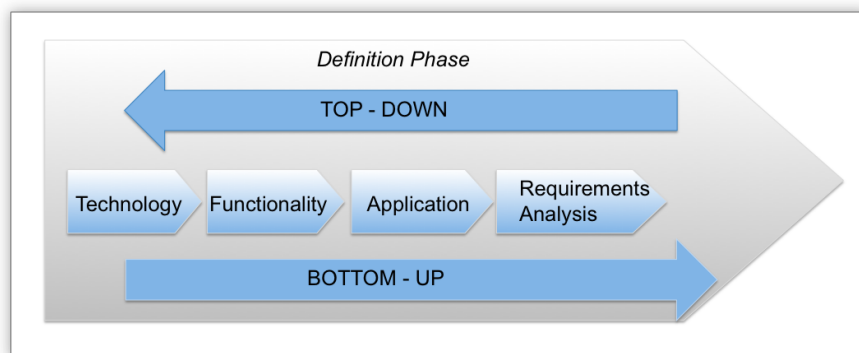 Definition Phase
TOP - DOWN
Technology
Functionality
Application
Requirements
Analysis
BOTTOM - UP